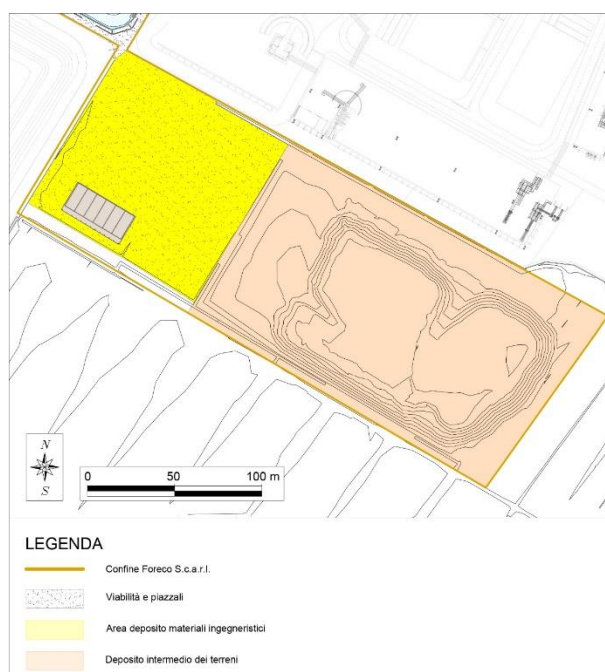 N
S
0 50 100 m
LEGENDA
Confine Foreco S.c.a.r.l.
Viabilità e piazzali
Area deposito materiali ingegneristici
Deposito intermedio dei terreni